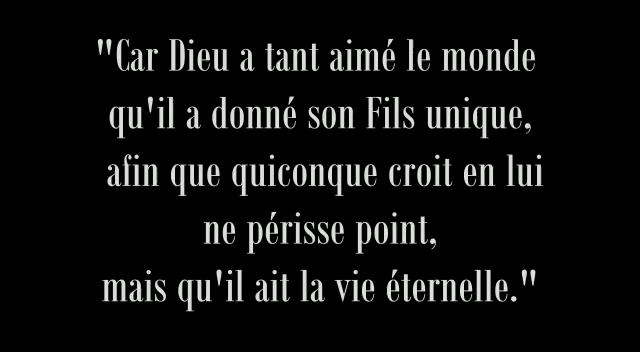 "Car Dieu a tant aimé le monde
qu'il a donné son Fils unique,
afin que quiconque croit en lui
ne périsse point,
mais qu'il ait la vie éternelle."